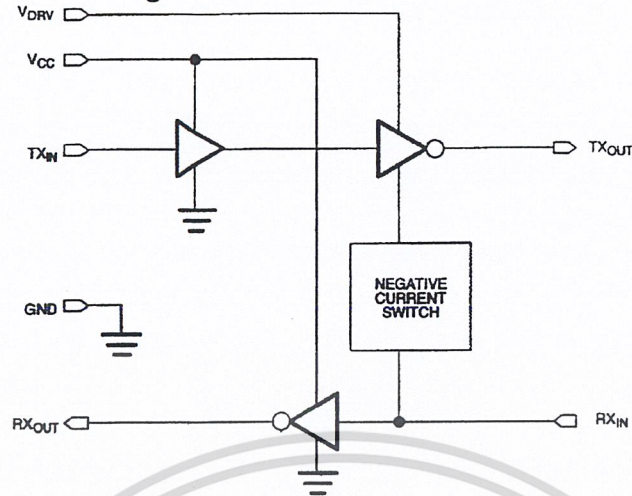 VDRV
VCC
TXIN
TXOUT
NEGATIVE
CURRENT
SWITCH
GND
RXOUT
RXIN